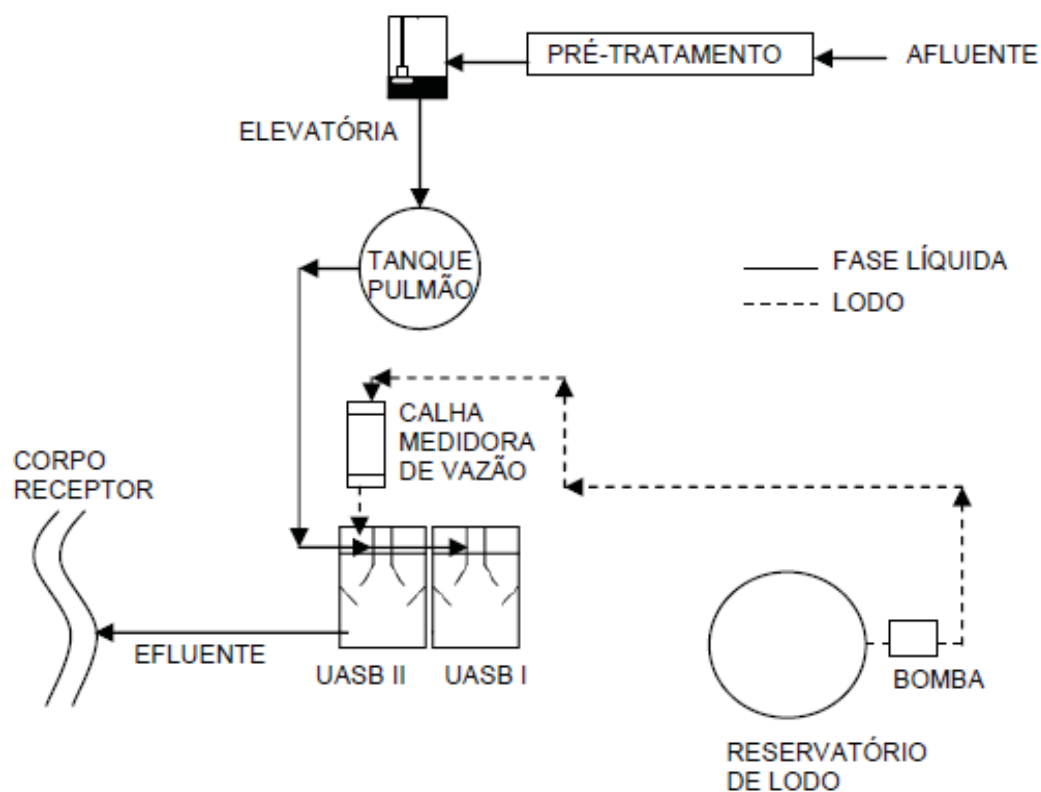 PRÉ-TRATAMENTO
AFLUENTE
ELEVATÓRIA
TANQUE
PULMÃO
FASE LÍQUIDA
LODO
CALHA
MEDIDORA
DE VAZÃO
CORPO
RECEPTOR
EFLUENTE
UASB II
UASB I
BOMBA
RESERVATÓRIO
DE LODO